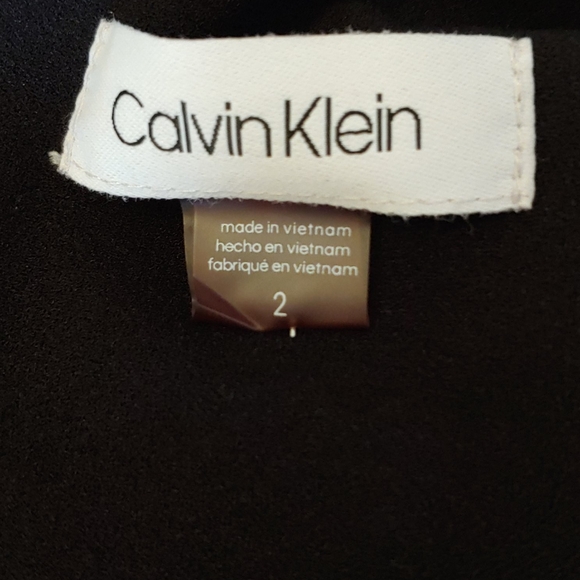 Calvin Klein
made in vietnam
hecho en vietnam
fabriqué en vietnam
2